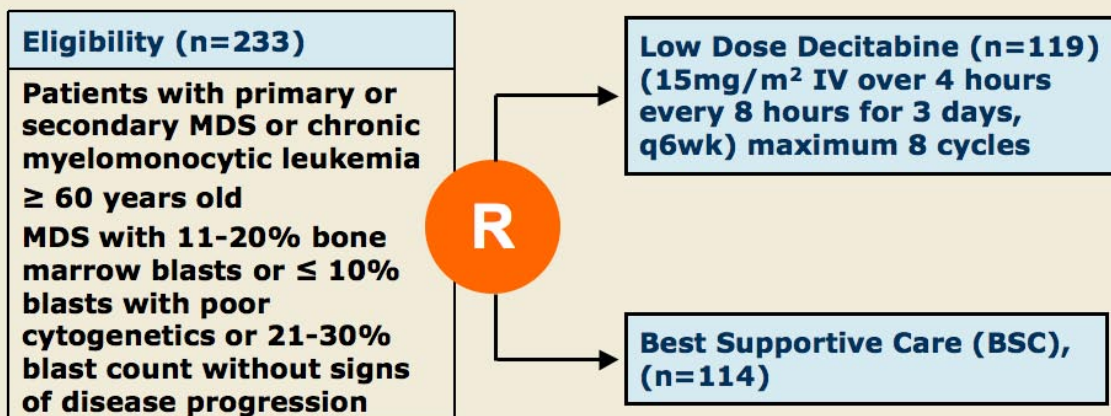 Eligibility (n=233)
Patients with primary or
secondary MDS or chronic
myelomonocytic leukemia
≥ 60 years old
MDS with 11-20% bone
marrow blasts or ≤ 10%
blasts with poor
cytogenetics or 21-30%
blast count without signs
of disease progression
R
Low Dose Decitabine (n=119)
(15mg/m² IV over 4 hours
every 8 hours for 3 days,
q6wk) maximum 8 cycles
Best Supportive Care (BSC),
(n=114)